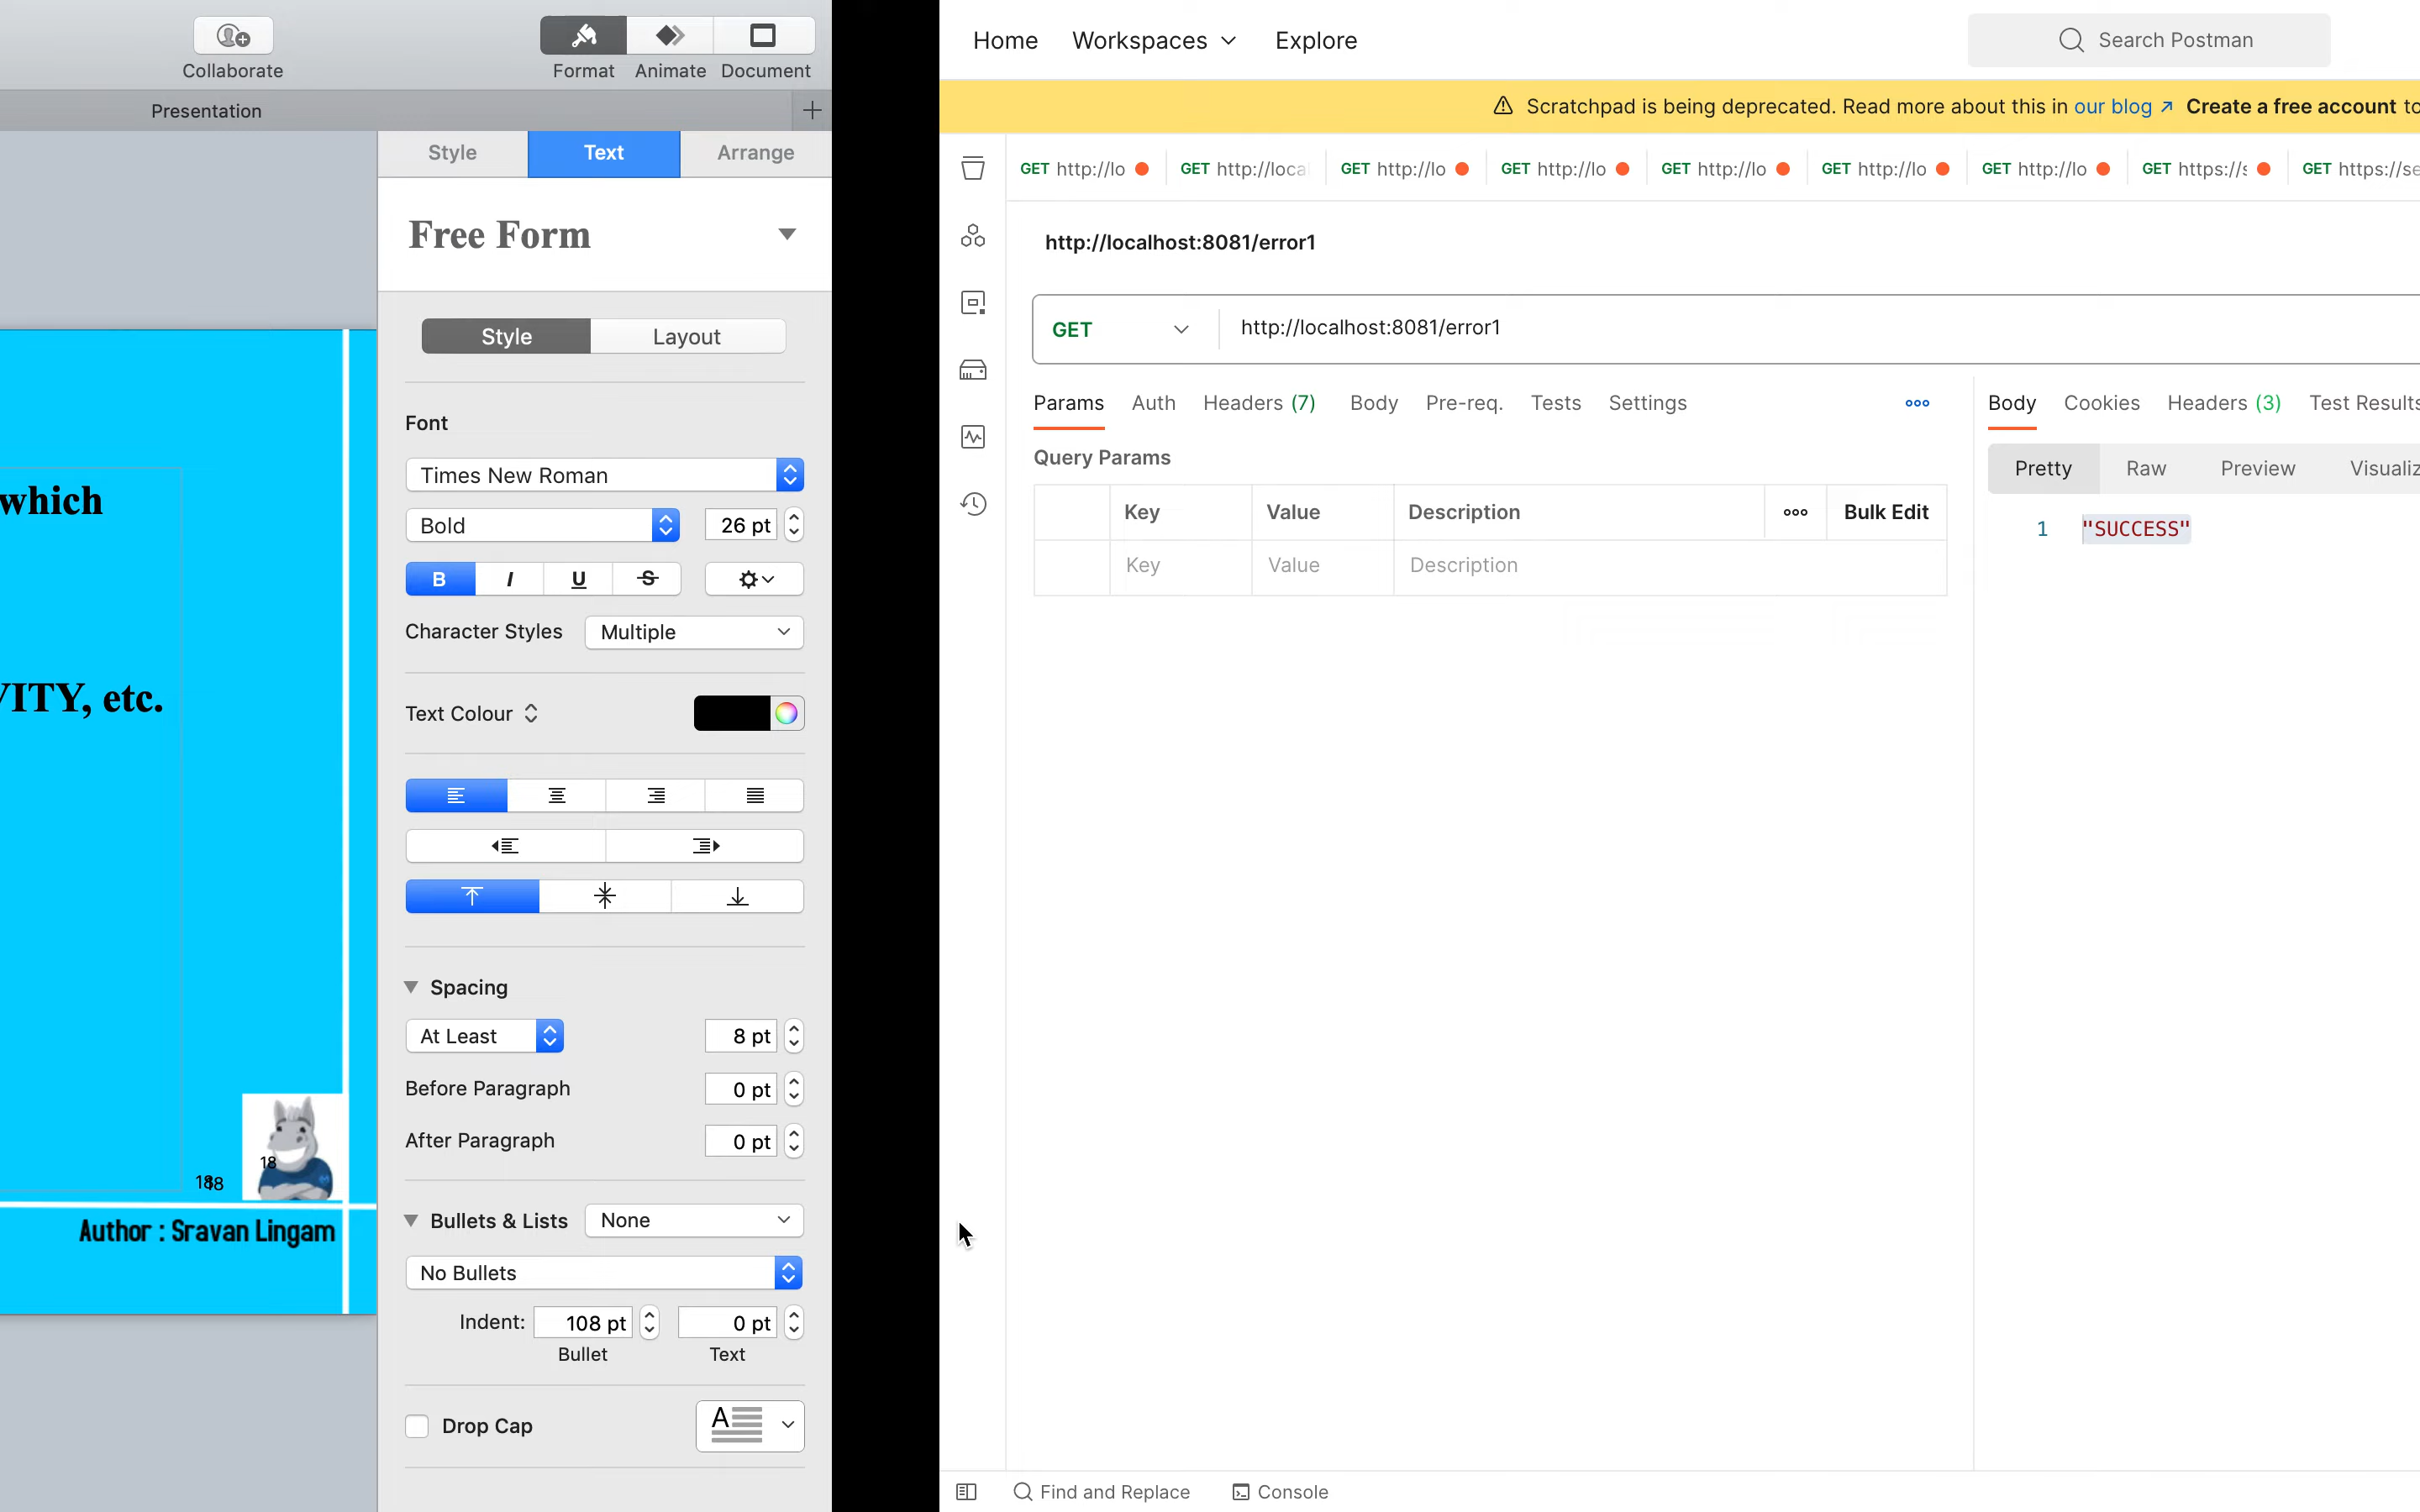 Collaborate
Format Animate Document
Presentation
Style Text Arrange
Free Form
Style Layout
Font
Times New Roman
Bold 26 pt
B I U S
Character Styles Multiple
Text Colour
Spacing
At Least 8 pt
Before Paragraph 0 pt
After Paragraph 0 pt
Bullets & Lists None
No Bullets
Indent: 108 pt 0 pt
Bullet Text
Drop Cap
A
which
VITY, etc.
18
18
18
Author : Sravan Lingam
Home Workspaces Explore
Search Postman
Scratchpad is being deprecated. Read more about this in our blog ↗ Create a free account to
GET http://lo GET http://loca GET http://lo GET http://lo GET http://lo GET http://lo GET http://lo GET https://s GET https://se
http://localhost:8081/error1
GET http://localhost:8081/error1
Params Auth Headers (7) Body Pre-req. Tests Settings
Query Params
Key Value Description Bulk Edit
Key Value Description
Body Cookies Headers (3) Test Results
Pretty Raw Preview Visualiz
1 "SUCCESS"
Find and Replace Console